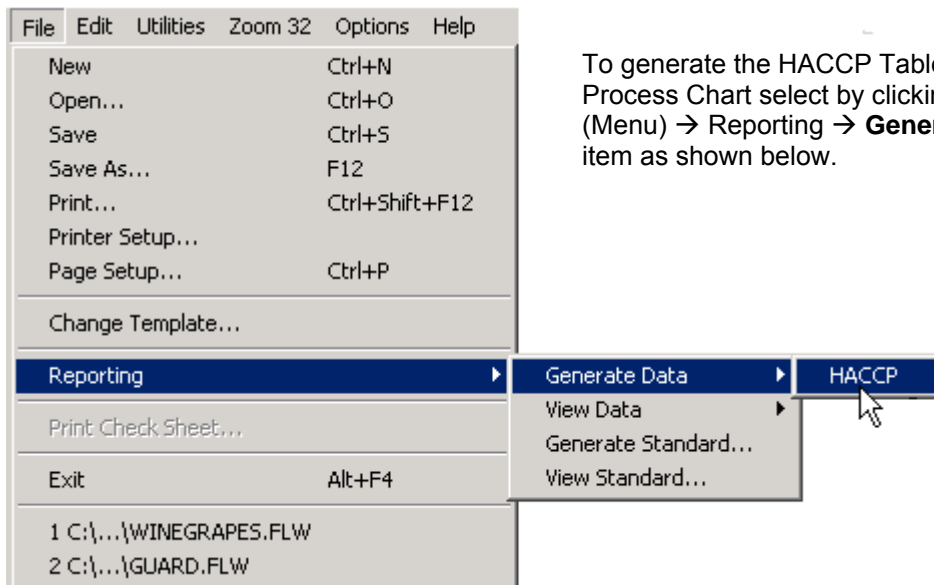 File Edit Utilities Zoom 32 Options Help
New Ctrl+N
Open... Ctrl+O
Save Ctrl+S
Save As... F12
Print... Ctrl+Shift+F12
Printer Setup...
Page Setup... Ctrl+P
Change Template...
Reporting
Print Check Sheet...
Exit Alt+F4
1 C:\...\WINEGRAPES.FLW
2 C:\...\GUARD.FLW
Generate Data
View Data
Generate Standard...
View Standard...
HACCP
To generate the HACCP
Process Chart select by
(Menu) → Reporting →
item as shown below.